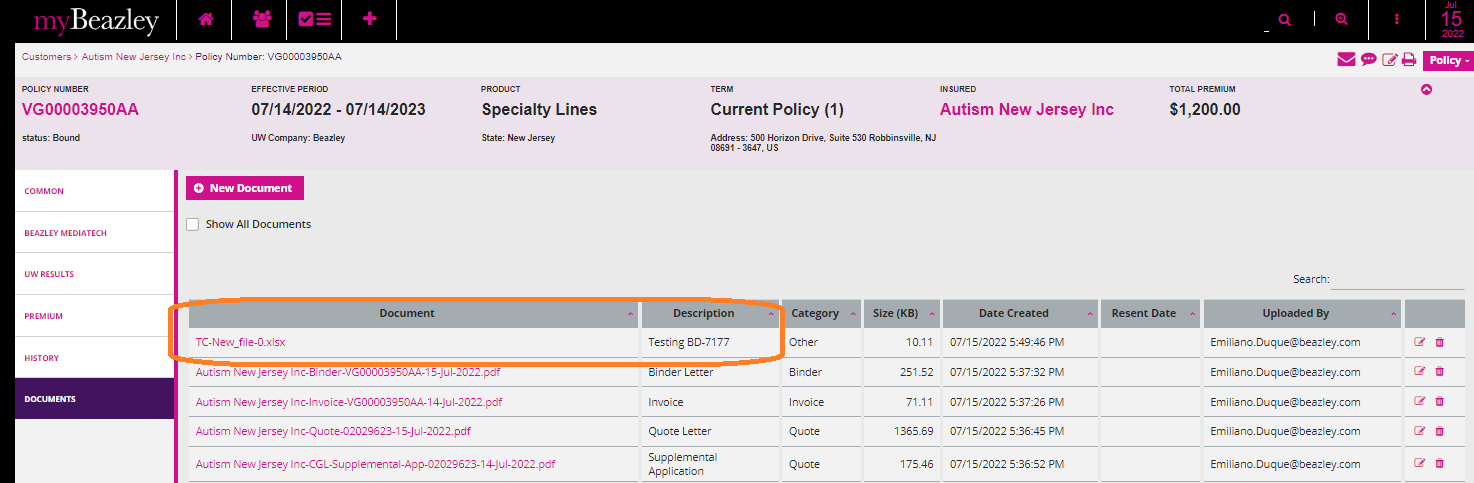 myBeazley
Jul
15
2022
Customers > Autism New Jersey Inc > Policy Number: VG00003950AA
Policy
POLICY NUMBER EFFECTIVE PERIOD PRODUCT TERM INSURED TOTAL PREMIUM
VG00003950AA 07/14/2022 - 07/14/2023 Specialty Lines Current Policy (1) Autism New Jersey Inc $1,200.00
status: Bound UW Company: Beazley State: New Jersey Address: 500 Horizon Drive, Suite 530 Robbinsville, NJ
08691 - 3647, US
COMMON
BEAZLEY MEDIATECH
UW RESULTS
PREMIUM
HISTORY
DOCUMENTS
New Document
Show All Documents
Search:
Document Description Category Size (KB) Date Created Resent Date Uploaded By
TC-New_file-0.xlsx Testing BD-7177 Other 10.11 07/15/2022 5:49:46 PM Emiliano.Duque@beazley.com
Autism New Jersey Inc-Binder-VG00003950AA-15-Jul-2022.pdf Binder Letter Binder 251.52 07/15/2022 5:37:32 PM Emiliano.Duque@beazley.com
Autism New Jersey Inc-Invoice-VG00003950AA-14-Jul-2022.pdf Invoice Invoice 71.11 07/15/2022 5:37:26 PM Emiliano.Duque@beazley.com
Autism New Jersey Inc-Quote-02029623-15-Jul-2022.pdf Quote Letter Quote 1365.69 07/15/2022 5:36:45 PM Emiliano.Duque@beazley.com
Autism New Jersey Inc-CGL-Supplemental-App-02029623-14-Jul-2022.pdf Supplemental Application Quote 175.46 07/15/2022 5:36:52 PM Emiliano.Duque@beazley.com